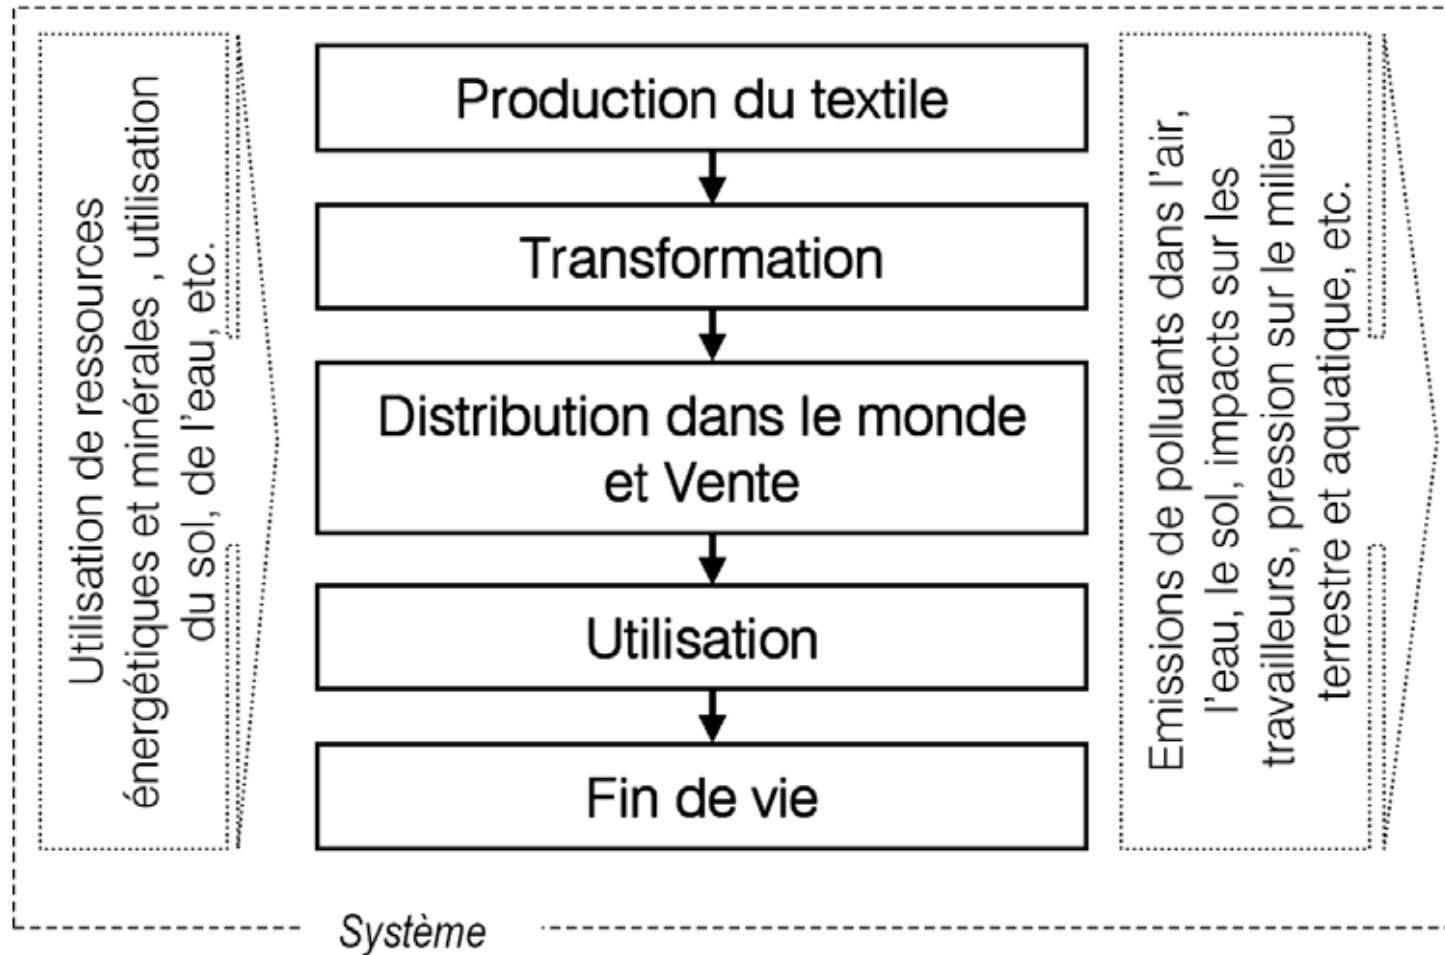 Utilisation de ressources
énergétiques et minérales , utilisation
du sol, de l'eau, etc.
Production du textile
Transformation
Distribution dans le monde
et Vente
Utilisation
Fin de vie
Emissions de polluants dans l'air,
l'eau, le sol, impacts sur les
travailleurs, pression sur le milieu
terrestre et aquatique, etc.
Système